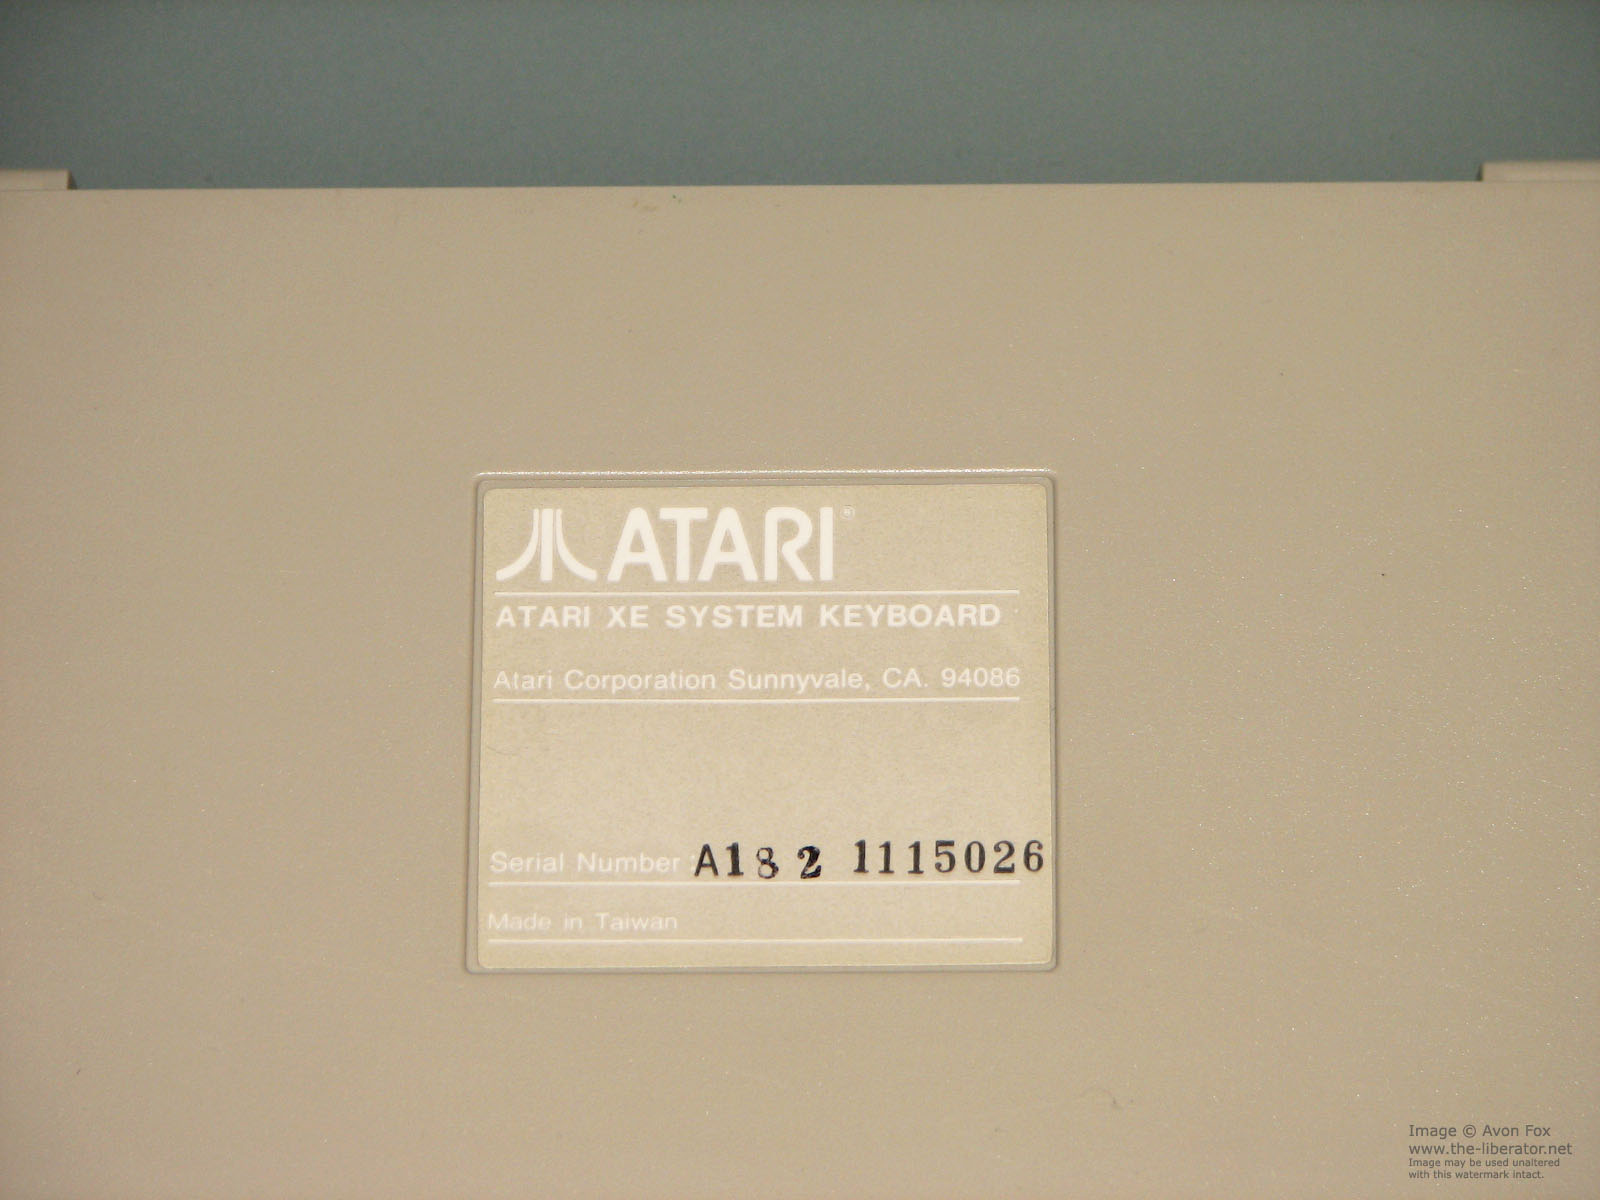 ATARI®
ATARI XE SYSTEM KEYBOARD
Atari Corporation Sunnyvale, CA. 94086
Serial Number: A182 1115026
Made in Taiwan
Image © Avon Fox
www.the-liberator.net
Image may be used unaltered
with this watermark intact.